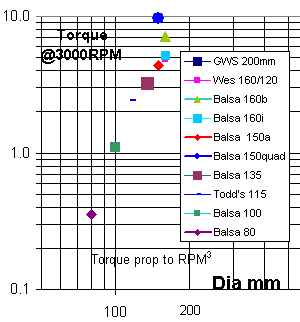 10.0
Torque
@3000RPM
GWS 200mm
Wes 160/120
Balsa 160b
Balsa 160i
Balsa 150a
Balsa 150quad
Balsa 135
Todd's 115
Balsa 100
Balsa 80
1.0
Torque prop to RPM³
Dia mm
0.1
100
200